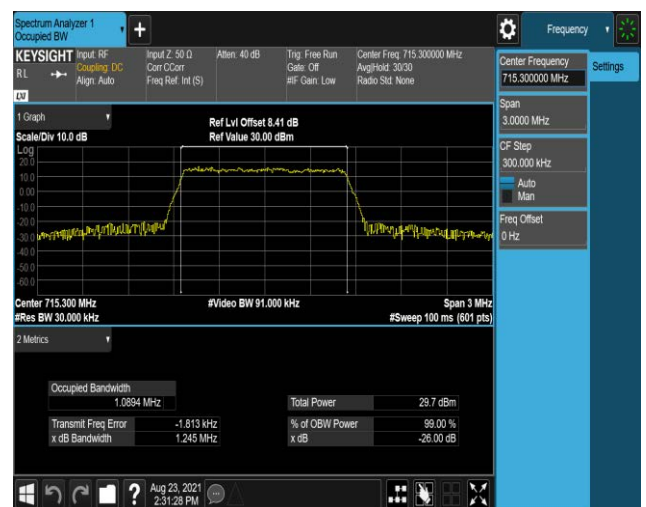 Spectrum Analyzer 1
Occupied BW
+
Frequency
KEYSIGHT
RL
LXI
Input: RF
Coupling: DC
Align: Auto
Input Z: 50 Ω
Corr CCorr
Freq Ref: Int (S)
Atten: 40 dB
Trig: Free Run
Gate: Off
#IF Gain: Low
Center Freq: 715.300000 MHz
Avg|Hold: 30/30
Radio Std: None
Center Frequency
715.300000 MHz
Settings
Span
3.0000 MHz
CF Step
300.000 kHz
Auto
Man
Freq Offset
0 Hz
1 Graph
Scale/Div 10.0 dB
Ref Lvl Offset 8.41 dB
Ref Value 30.00 dBm
Log
20.0
10.0
0.00
-10.0
-20.0
-30.0
-40.0
-50.0
-60.0
Center 715.300 MHz
#Res BW 30.000 kHz
#Video BW 91.000 kHz
Span 3 MHz
#Sweep 100 ms (601 pts)
2 Metrics
Occupied Bandwidth
1.0894 MHz
Transmit Freq Error -1.813 kHz
x dB Bandwidth 1.245 MHz
Total Power 29.7 dBm
% of OBW Power 99.00 %
x dB -26.00 dB
?
Aug 23, 2021
2:31:28 PM